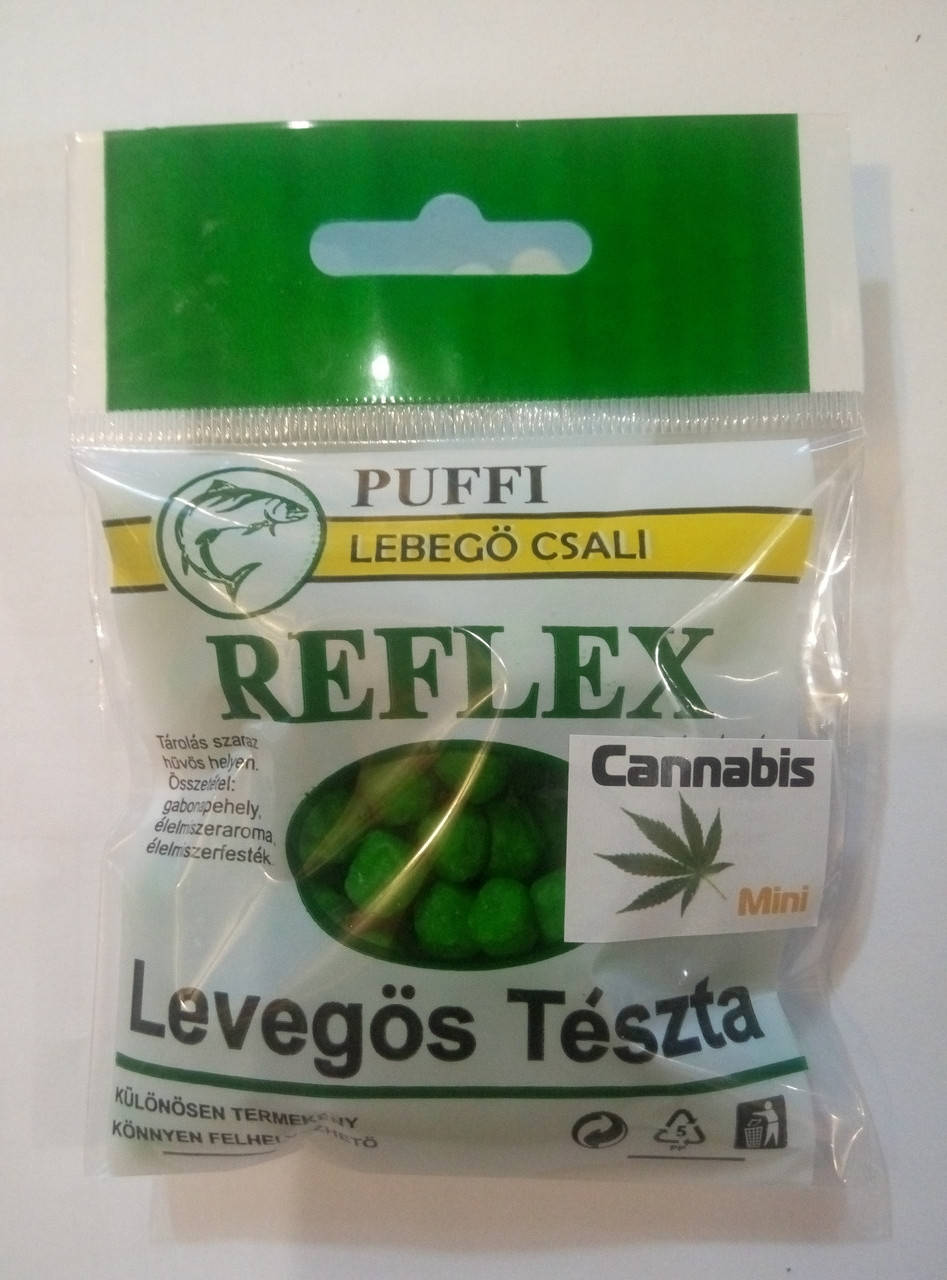 PUFFI
LEBEGÖ CSALI
REFLEX
Tárolás száraz
hűvös helyen.
Összetétel:
gabonapehely,
élelmiszeraroma,
élelmiszerfesték.
Cannabis
Mini
Levegös Tészta
KÜLÖNÖSEN TERMEKENY
KÖNNYEN
5
PP